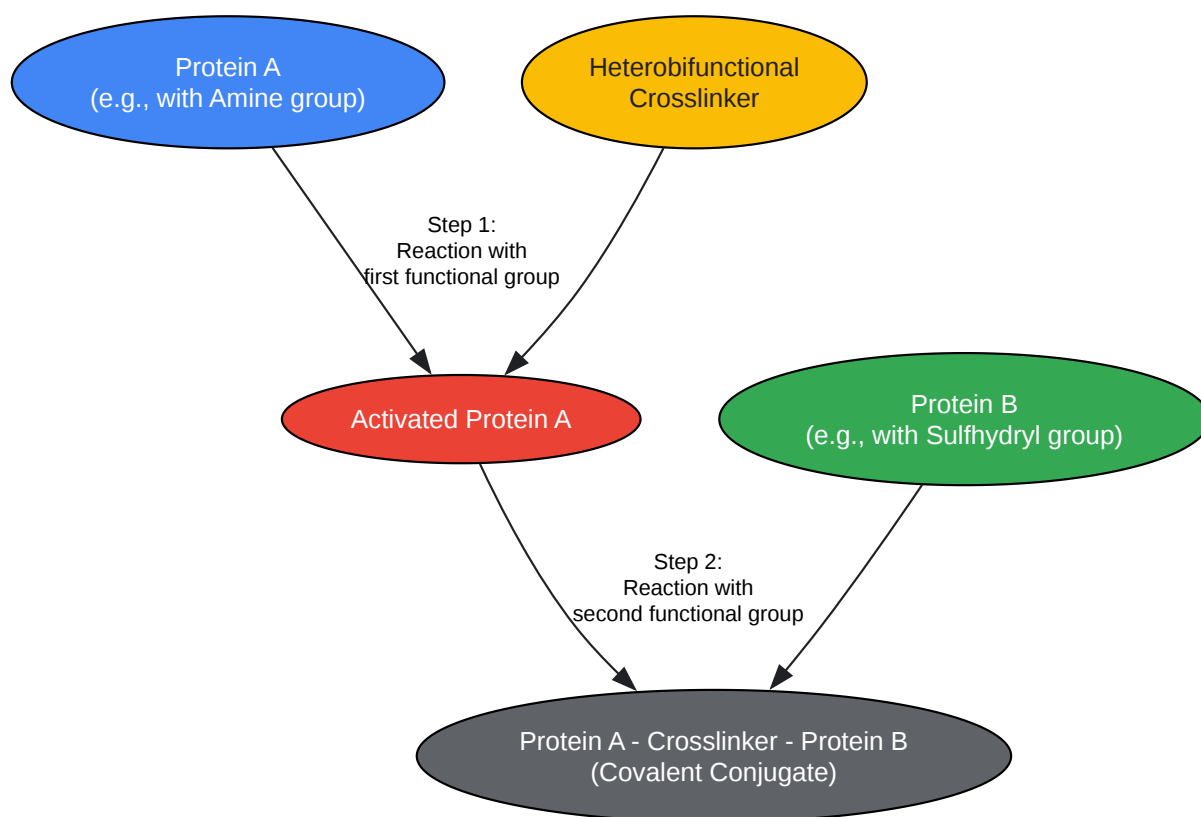 Protein A
(e.g., with Amine group)
Heterobifunctional
Crosslinker
Step 1:
Reaction with
first functional group
Activated Protein A
Protein B
(e.g., with Sulfhydryl group)
Step 2:
Reaction with
second functional group
Protein A - Crosslinker - Protein B
(Covalent Conjugate)